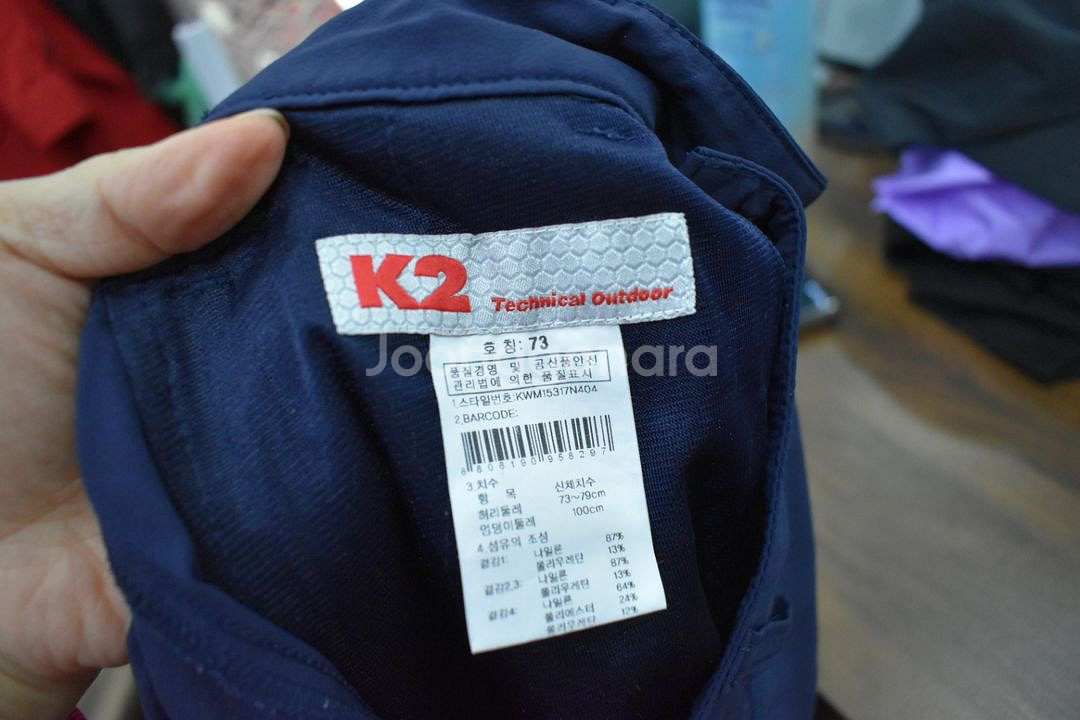 K2 Technical Outdoor
호 칭: 73
품질경영 및 공산품안전
관리법에 의한 품질표시
1.스타일번호:KWM15317N404
2.BARCODE:
8 808190 958297
3.치수
항 목 신체치수
허리둘레 73~79cm
엉덩이둘레 100cm
4.섬유의 조성
겉감1: 나일론 87%
폴리우레탄 13%
겉감2,3: 나일론 87%
폴리우레탄 13%
겉감4: 나일론 64%
폴리에스터 24%
폴리우레탄 12%